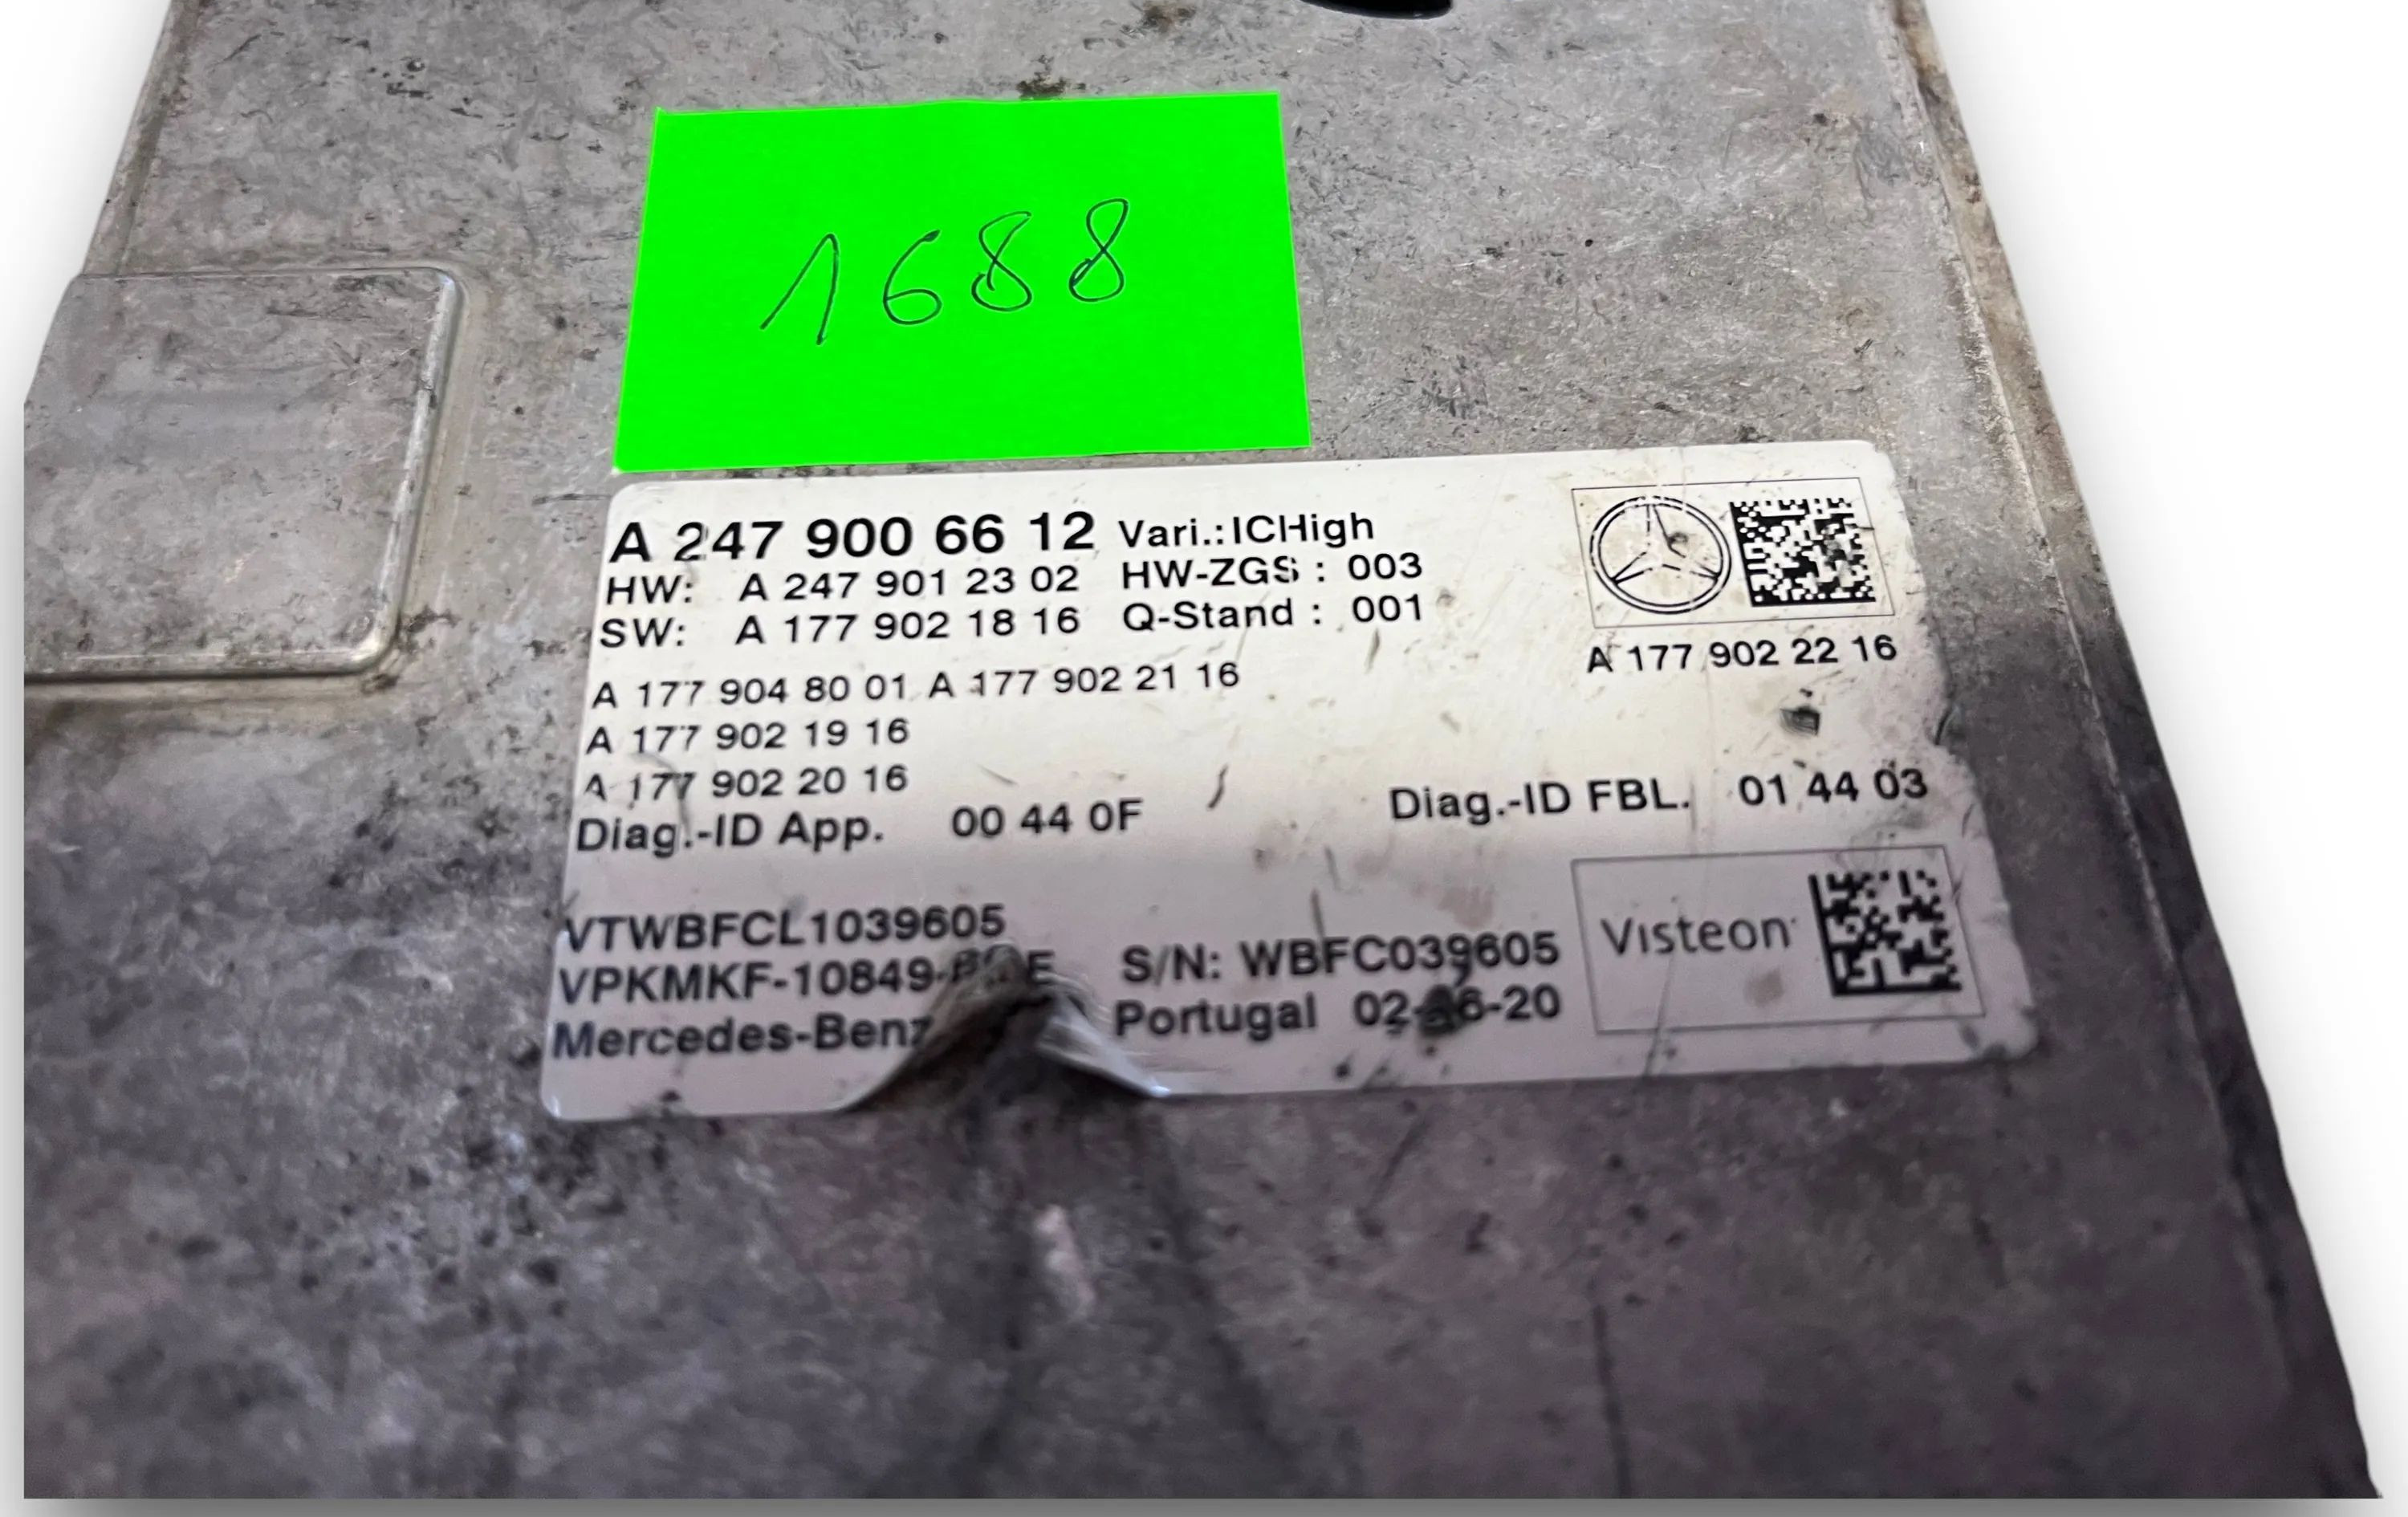 1688
A 247 900 66 12 Vari.:ICHigh
HW: A 247 901 23 02 HW-ZGS : 003
SW: A 177 902 18 16 Q-Stand : 001
A 177 902 22 16
A 177 904 80 01 A 177 902 21 16
A 177 902 19 16
A 177 902 20 16
Diag.-ID App. 00 44 0F
Diag.-ID FBL. 01 44 03
VTWBFCL1039605
S/N: WBFC039605
Mercedes-Benz
Portugal
Visteon